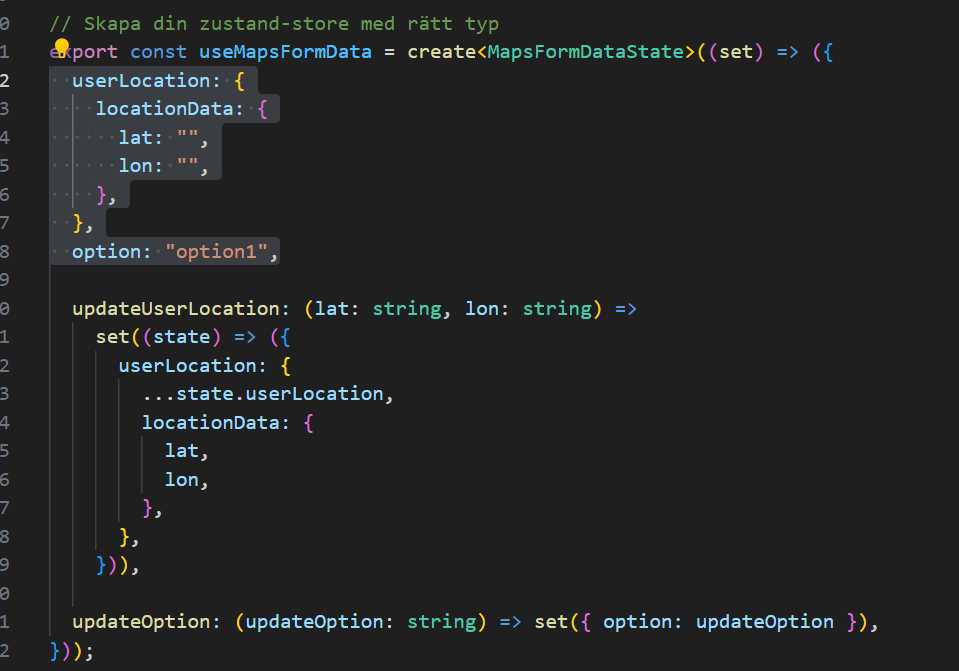 0 // Skapa din zustand-store med rätt typ
1 export const useMapsFormData = create<MapsFormDataState>((set) => ({
2 userLocation: {
3 locationData: {
4 lat: "",
5 lon: "",
6 },
7 },
8 option: "option1",
9
0 updateUserLocation: (lat: string, lon: string) =>
1 set((state) => ({
2 userLocation: {
3 ...state.userLocation,
4 locationData: {
5 lat,
6 lon,
7 },
8 },
9 })),
0
1 updateOption: (updateOption: string) => set({ option: updateOption }),
2 }));